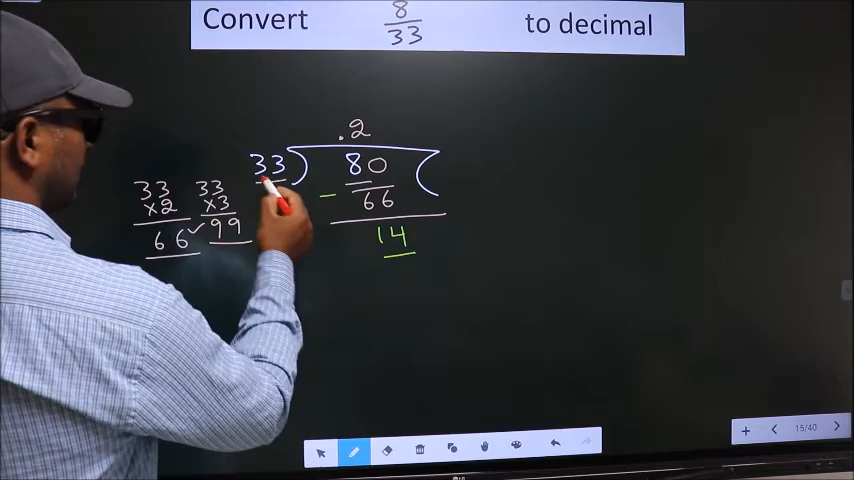 Convert 8/33 to decimal
.2
33) 80 (
- 66
14
33
x2
66 ✓
33
x3
99
15/40